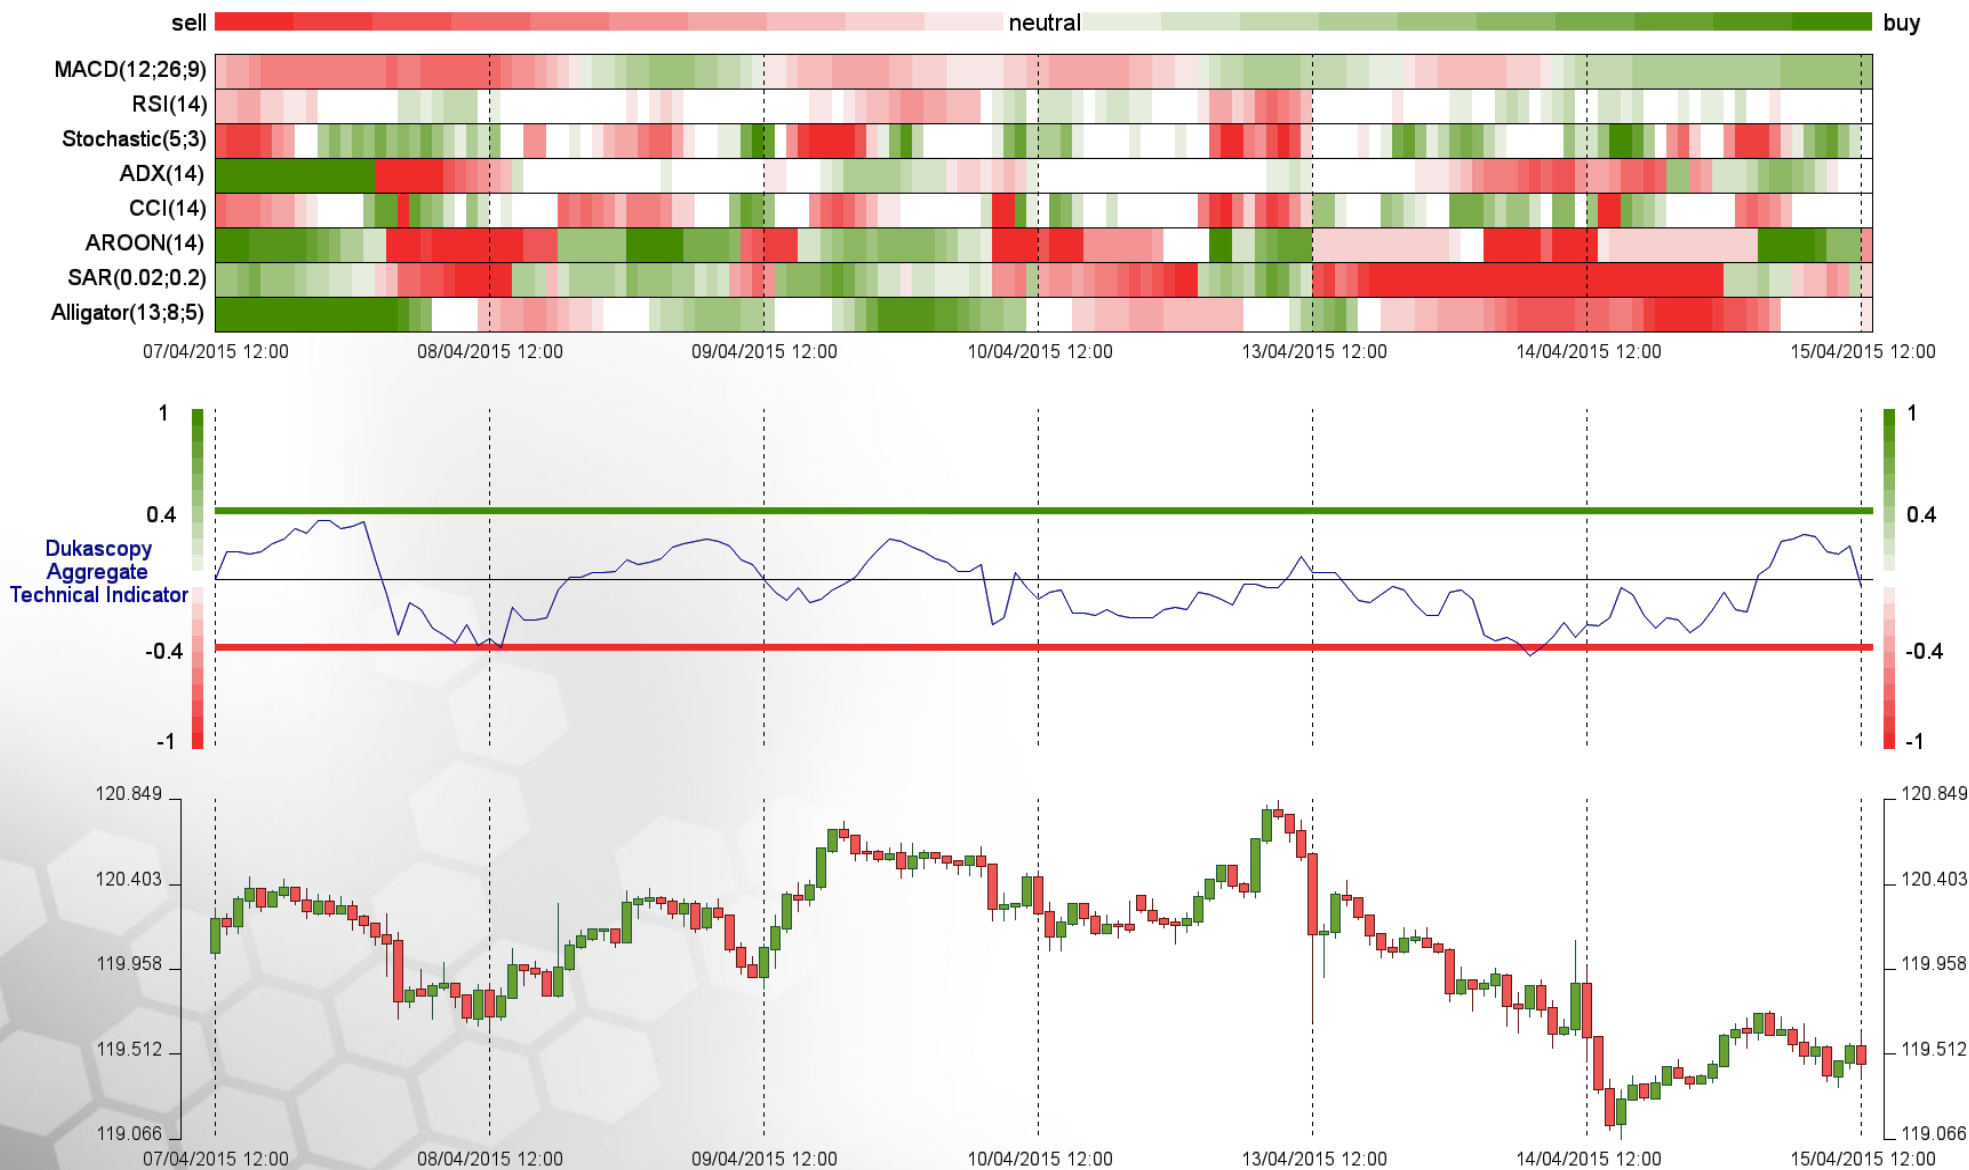 sell neutral buy
MACD(12;26;9)
RSI(14)
Stochastic(5;3)
ADX(14)
CCI(14)
AROON(14)
SAR(0.02;0.2)
Alligator(13;8;5)
07/04/2015 12:00 08/04/2015 12:00 09/04/2015 12:00 10/04/2015 12:00 13/04/2015 12:00 14/04/2015 12:00 15/04/2015 12:00
1 1
0.4 0.4
Dukascopy
Aggregate
Technical Indicator
-0.4 -0.4
-1 -1
120.849 120.849
120.403 120.403
119.958 119.958
119.512 119.512
119.066 119.066
07/04/2015 12:00 08/04/2015 12:00 09/04/2015 12:00 10/04/2015 12:00 13/04/2015 12:00 14/04/2015 12:00 15/04/2015 12:00